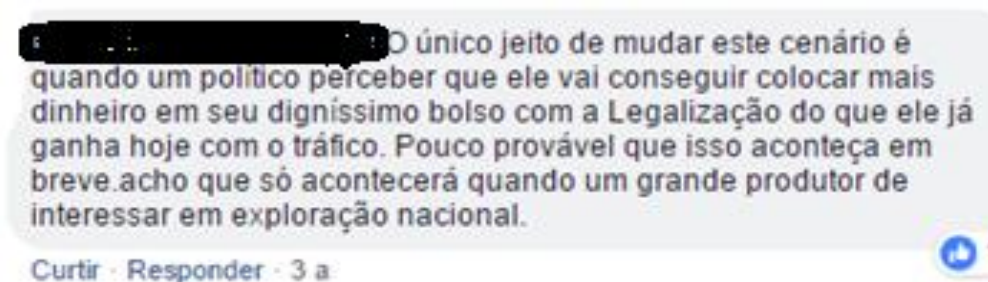 O único jeito de mudar este cenário é
quando um político perceber que ele vai conseguir colocar mais
dinheiro em seu digníssimo bolso com a Legalização do que ele já
ganha hoje com o tráfico. Pouco provável que isso aconteça em
breve.acho que só acontecerá quando um grande produtor de
interessar em exploração nacional.
Curtir · Responder · 3 a